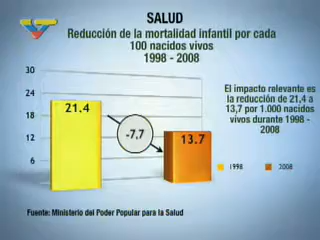 SALUD
Reducción de la mortalidad infantil por cada
100 nacidos vivos
1998 - 2008
30
24
18
12
6
21.4
-7,7
13.7
El impacto relevante es
la reducción de 21,4 a
13,7 por 1.000 nacidos
vivos durante 1998 -
2008
1998
2008
Fuente: Ministerio del Poder Popular para la Salud